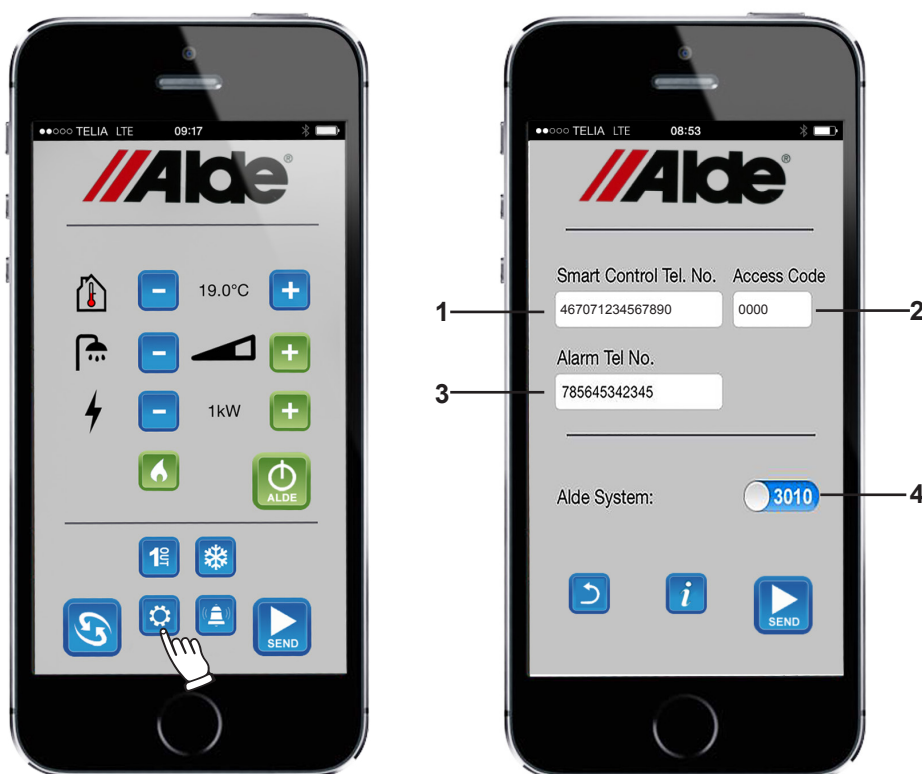 TELIA LTE 09:17
Alde®
19.0°C
1kW
ALDE
1 OUT
SEND
TELIA LTE 08:53
Alde®
Smart Control Tel. No. Access Code
1 467071234567890 0000 2
Alarm Tel No.
3 785645342345
Alde System: 3010 4
i
SEND